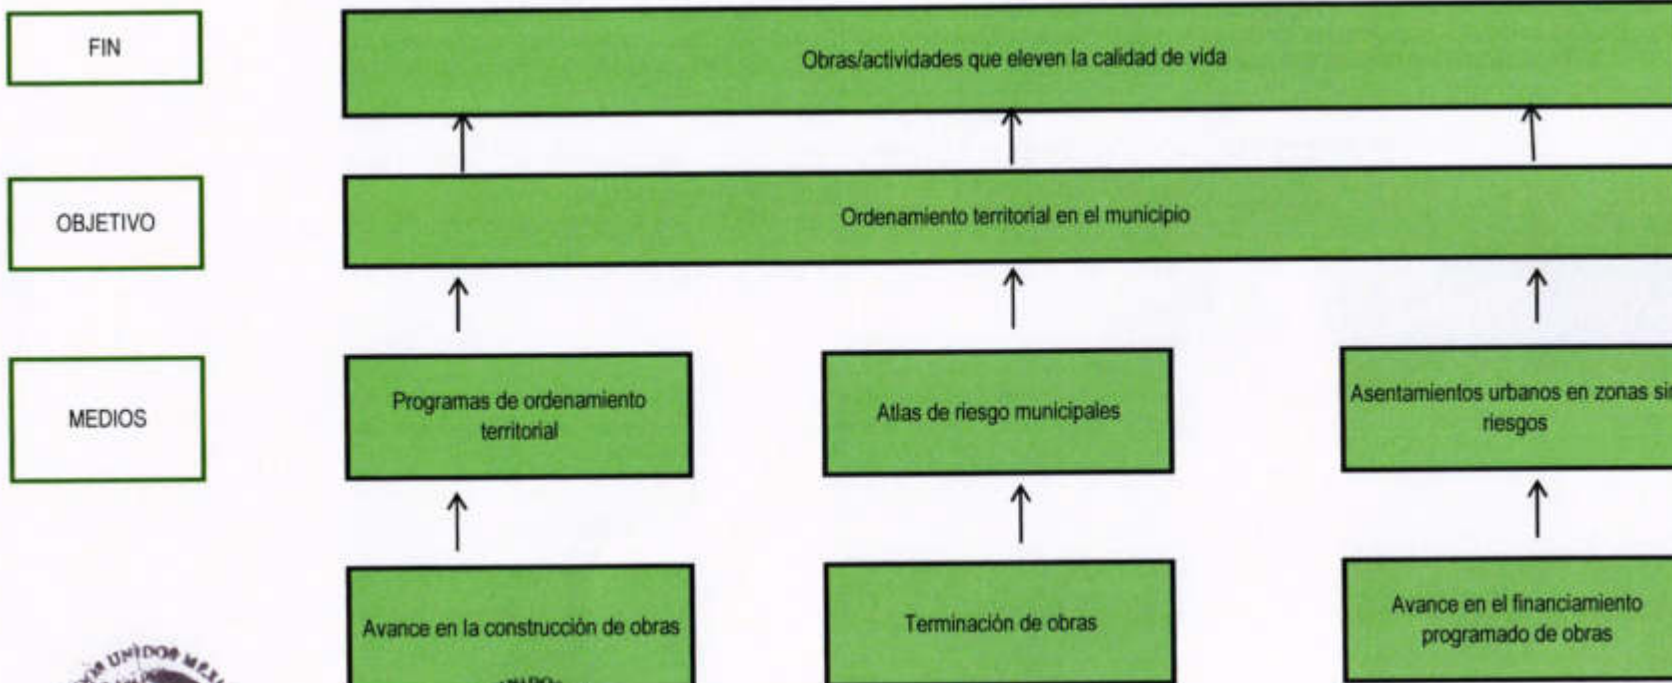 FIN
Obras/actividades que eleven la calidad de vida
OBJETIVO
Ordenamiento territorial en el municipio
MEDIOS
Programas de ordenamiento
territorial
Atlas de riesgo municipales
Asentamientos urbanos en zonas sin
riesgos
Avance en la construcción de obras
Terminación de obras
Avance en el financiamiento
programado de obras
UNIDOS